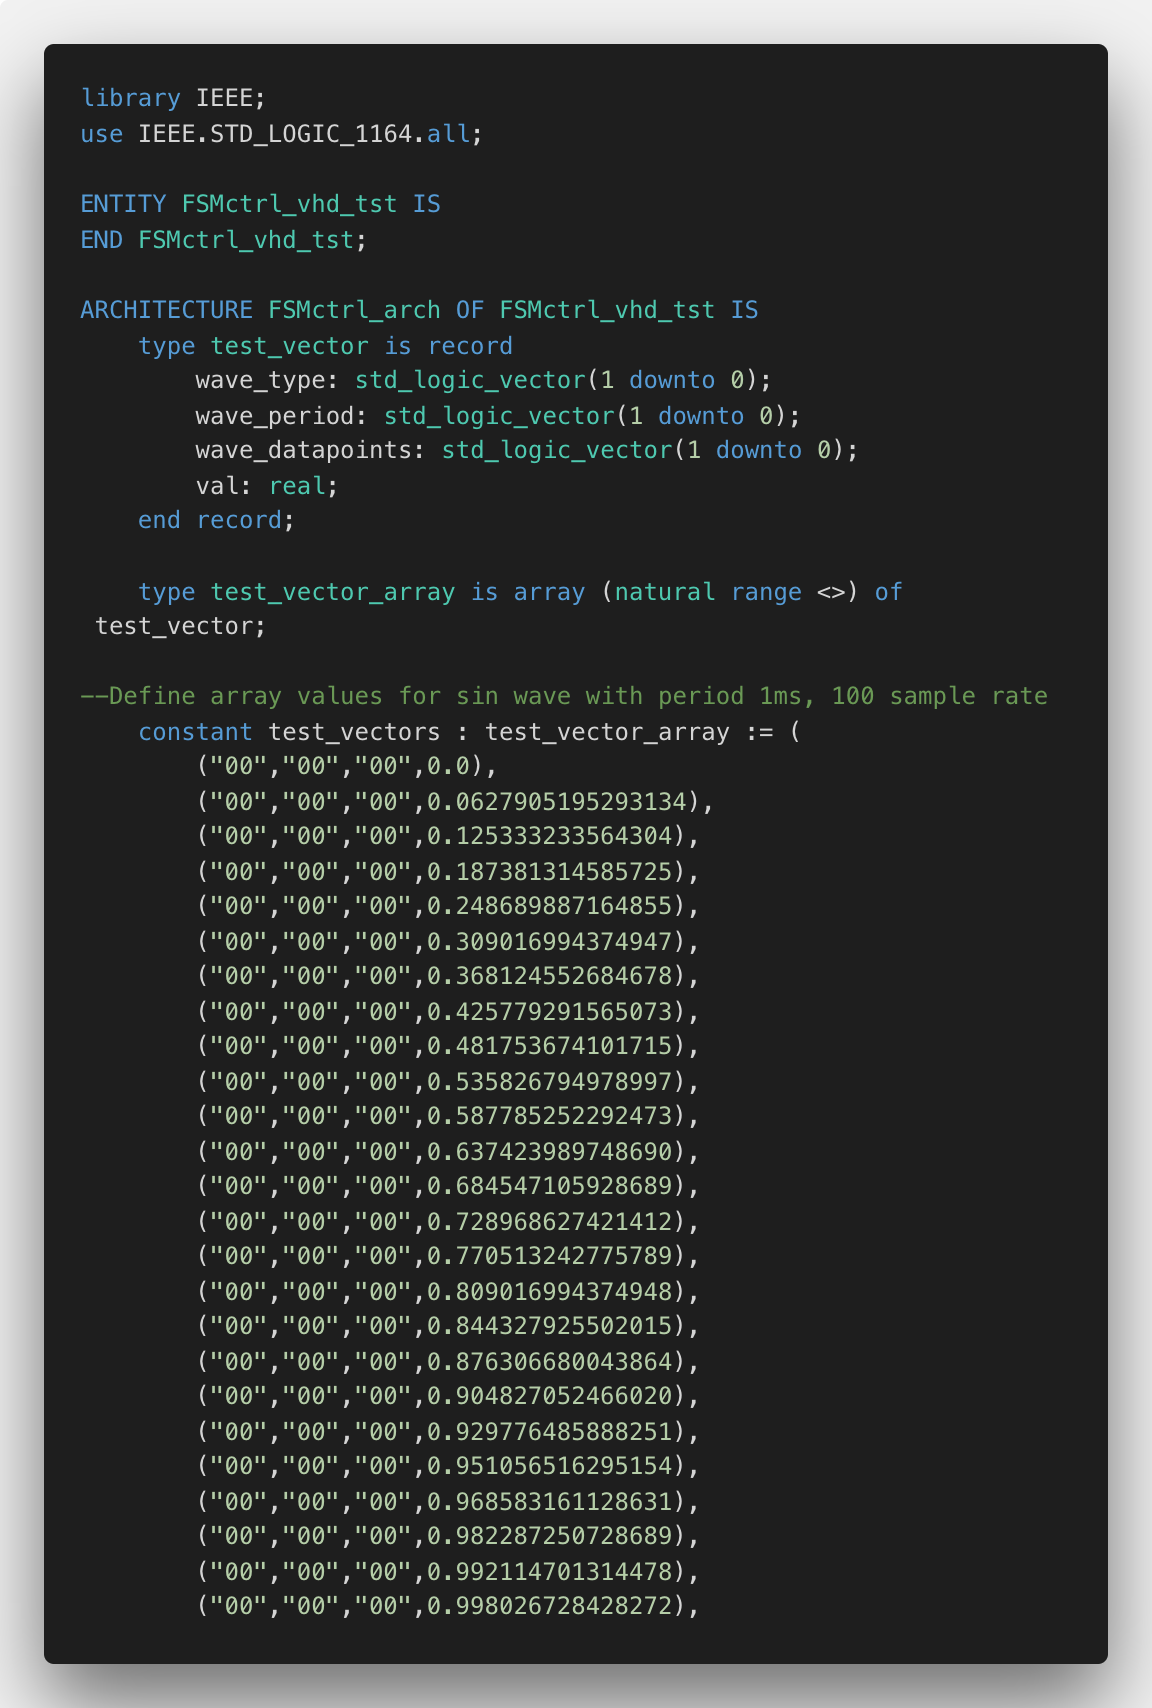 library IEEE;
use IEEE.STD_LOGIC_1164.all;

ENTITY FSMctrl_vhd_tst IS
END FSMctrl_vhd_tst;

ARCHITECTURE FSMctrl_arch OF FSMctrl_vhd_tst IS
    type test_vector is record
        wave_type: std_logic_vector(1 downto 0);
        wave_period: std_logic_vector(1 downto 0);
        wave_datapoints: std_logic_vector(1 downto 0);
        val: real;
    end record;

    type test_vector_array is array (natural range <>) of
 test_vector;

--Define array values for sin wave with period 1ms, 100 sample rate
    constant test_vectors : test_vector_array := (
        ("00","00","00",0.0),
        ("00","00","00",0.0627905195293134),
        ("00","00","00",0.125333233564304),
        ("00","00","00",0.187381314585725),
        ("00","00","00",0.248689887164855),
        ("00","00","00",0.309016994374947),
        ("00","00","00",0.368124552684678),
        ("00","00","00",0.425779291565073),
        ("00","00","00",0.481753674101715),
        ("00","00","00",0.535826794978997),
        ("00","00","00",0.587785252292473),
        ("00","00","00",0.637423989748690),
        ("00","00","00",0.684547105928689),
        ("00","00","00",0.728968627421412),
        ("00","00","00",0.770513242775789),
        ("00","00","00",0.809016994374948),
        ("00","00","00",0.844327925502015),
        ("00","00","00",0.876306680043864),
        ("00","00","00",0.904827052466020),
        ("00","00","00",0.929776485888251),
        ("00","00","00",0.951056516295154),
        ("00","00","00",0.968583161128631),
        ("00","00","00",0.982287250728689),
        ("00","00","00",0.992114701314478),
        ("00","00","00",0.998026728428272),